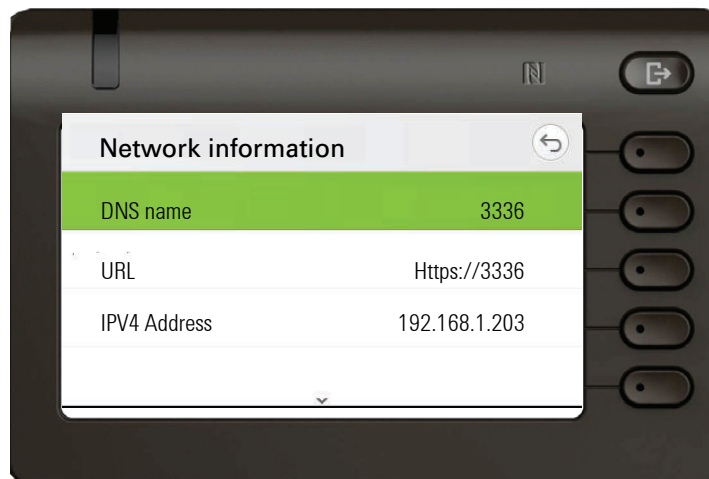 Network information
DNS name 3336
URL Https://3336
IPV4 Address 192.168.1.203